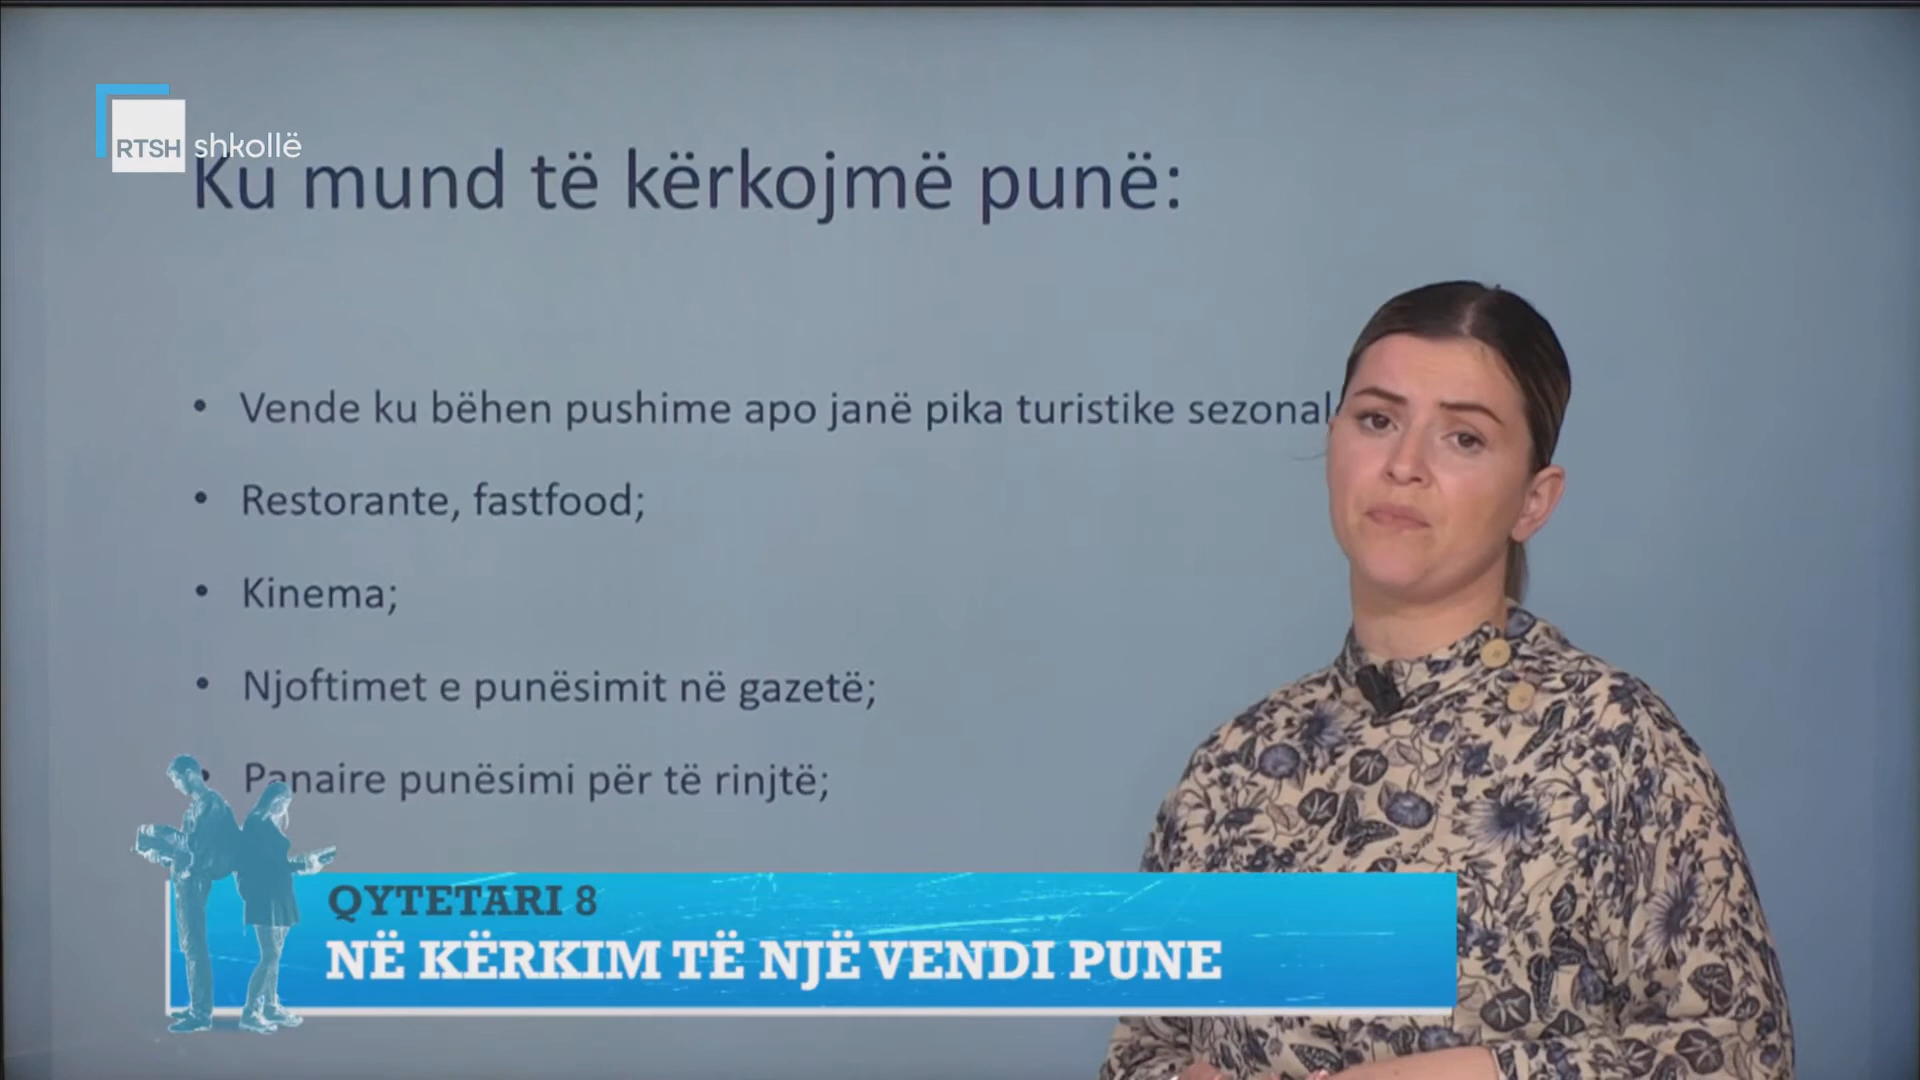 RTSH shkollë
Ku mund të kërkojmë punë:
• Vende ku bëhen pushime apo janë pika turistike
• Restorante, fastfood;
• Kinema;
• Njoftimet e punësimit në gazetë;
• Panaire punësimi për të rinjtë;
QYTETARI 8
NË KËRKIM TË NJË VENDI PUNE